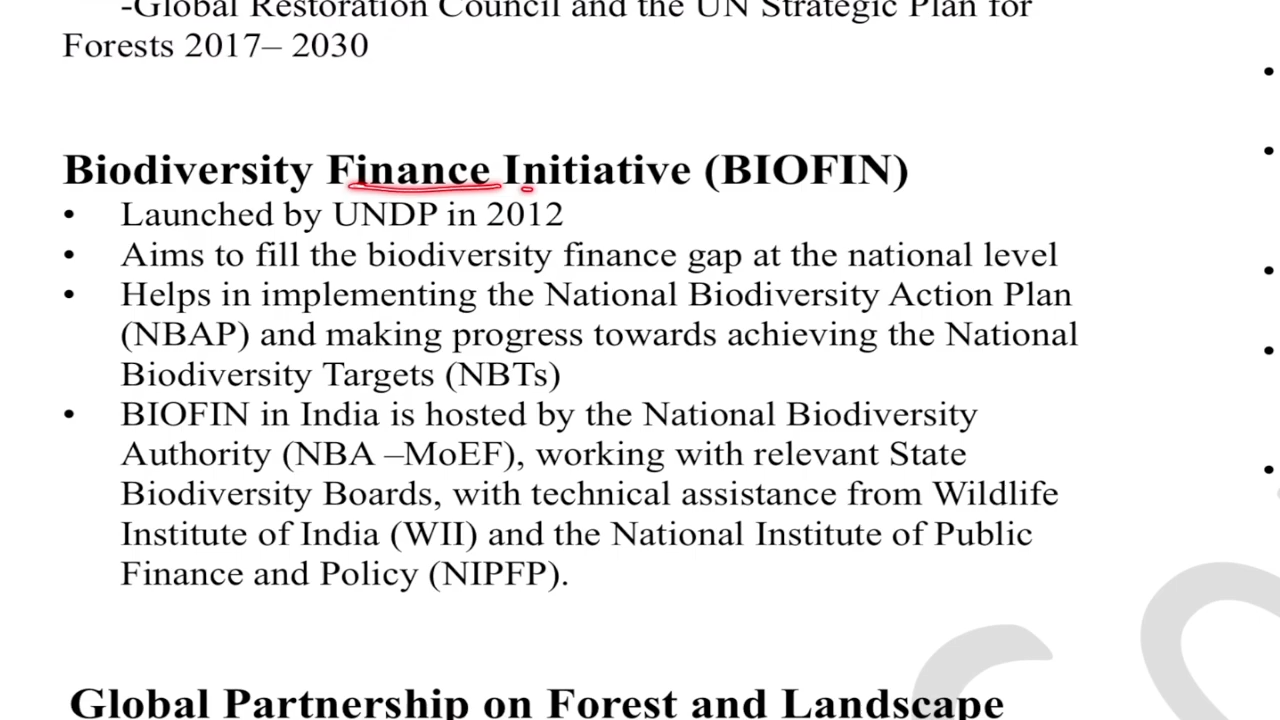 -Global Restoration Council and the UN Strategic Plan for
Forests 2017– 2030
Biodiversity Finance Initiative (BIOFIN)
• Launched by UNDP in 2012
• Aims to fill the biodiversity finance gap at the national level
• Helps in implementing the National Biodiversity Action Plan
(NBAP) and making progress towards achieving the National
Biodiversity Targets (NBTs)
• BIOFIN in India is hosted by the National Biodiversity
Authority (NBA –MoEF), working with relevant State
Biodiversity Boards, with technical assistance from Wildlife
Institute of India (WII) and the National Institute of Public
Finance and Policy (NIPFP).
Global Partnership on Forest and Landscape